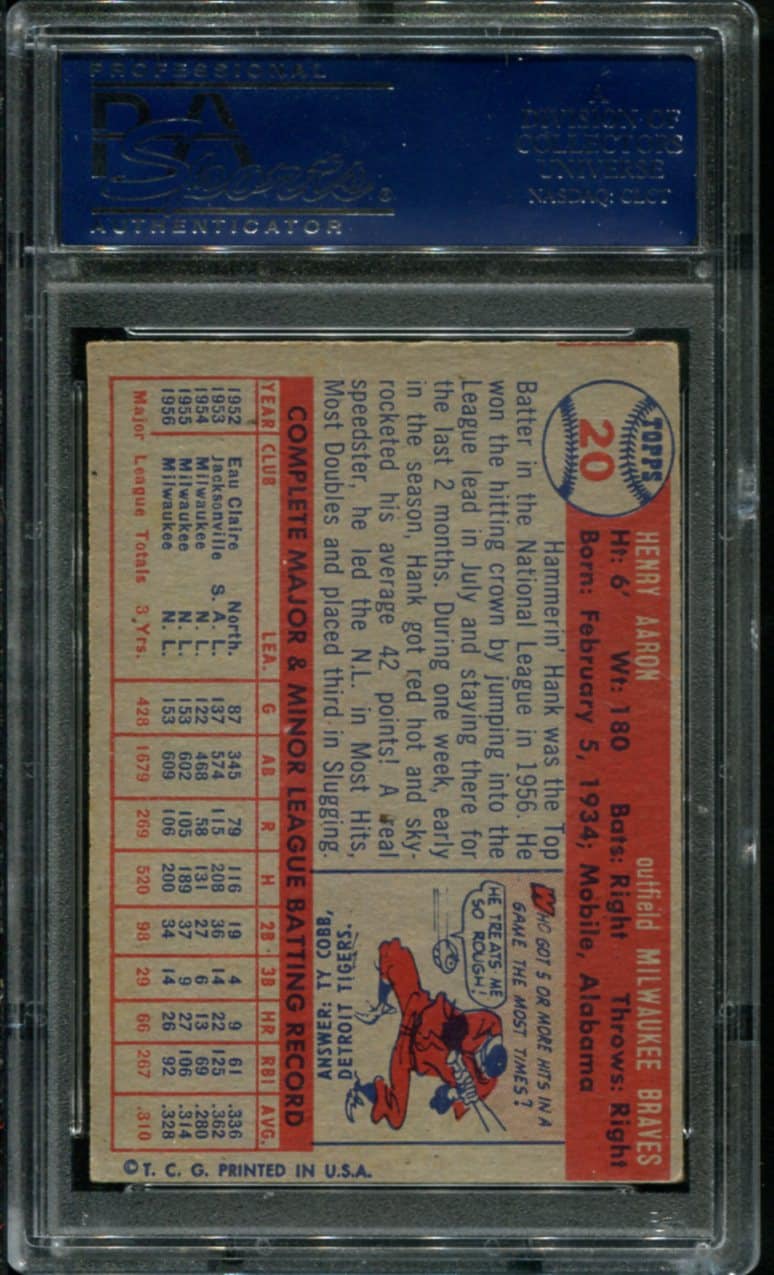 PROFESSIONAL
PSA
Sports®
AUTHENTICATOR
A
DIVISION OF
COLLECTORS
UNIVERSE
NASDAQ: CLCT
TOPPS
20
HENRY AARON outfield MILWAUKEE BRAVES
Ht: 6' Wt: 180 Bats: Right Throws: Right
Born: February 5, 1934; Mobile, Alabama
Hammerin' Hank was the Top
Batter in the National League in 1956. He
won the hitting crown by jumping into the
League lead in July and staying there for
the last 2 months. During one week, early
in the season, Hank got red hot and sky-
rocketed his average 42 points! A real
speedster, he led the N.L. in Most Hits,
Most Doubles and placed third in Slugging.
WHO GOT 5 OR MORE HITS IN A
GAME THE MOST TIMES?
HE TREATS ME
SO ROUGH!
ANSWER: TY COBB,
DETROIT TIGERS.
COMPLETE MAJOR & MINOR LEAGUE BATTING RECORD
YEAR CLUB LEA. G AB R H 2B 3B HR RBI AVG.
1952 Eau Claire North. 87 345 79 116 19 4 9 61 .336
1953 Jacksonville S. A. L. 137 574 115 208 36 14 22 125 .362
1954 Milwaukee N. L. 122 468 58 131 27 6 13 69 .280
1955 Milwaukee N. L. 153 602 105 189 37 9 27 106 .314
1956 Milwaukee N. L. 153 609 106 200 34 14 26 92 .328
Major League Totals 3 Yrs. 428 1679 269 520 98 29 66 267 .310
©T. C. G. PRINTED IN U.S.A.